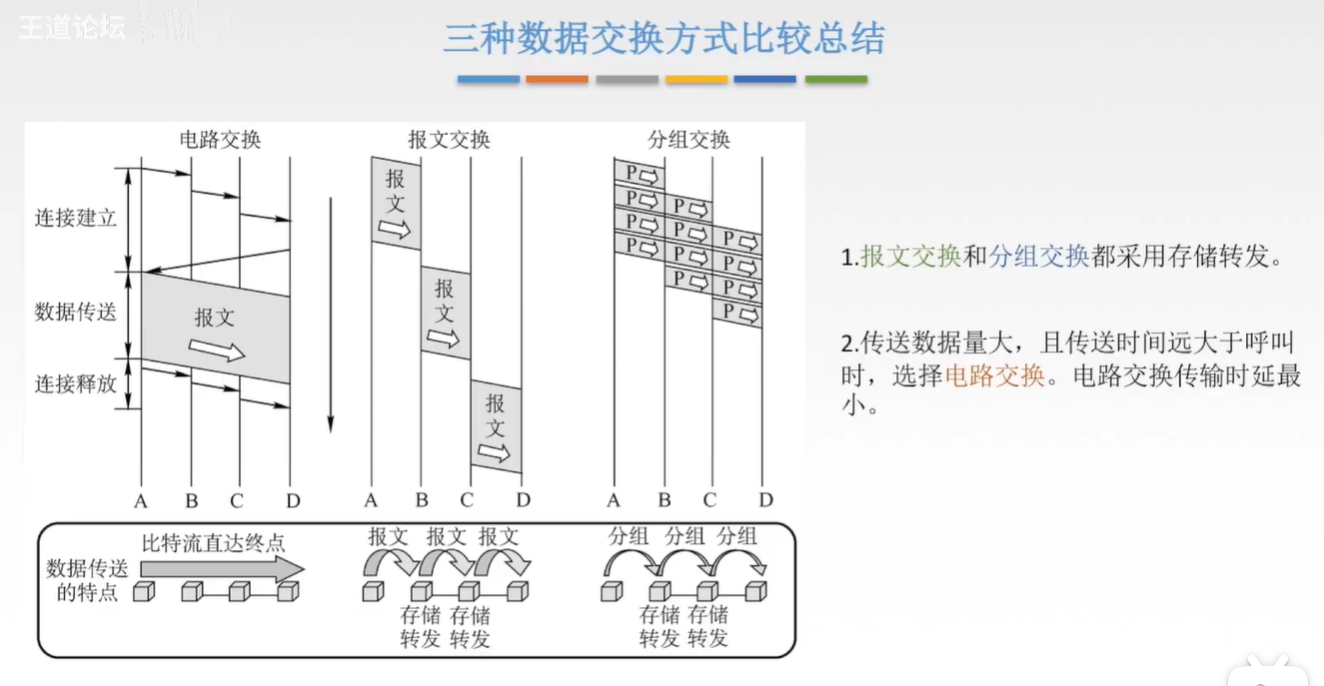 王道论坛
三种数据交换方式比较总结
电路交换
连接建立
数据传送
报文
连接释放
A B C D
报文交换
报
文
报
文
报
文
A B C D
分组交换
P
P P
P P P
P P P
P P
P
A B C D
数据传送
的特点
比特流直达终点
报文 报文 报文
存储 存储
转发 转发
分组 分组 分组
存储 存储
转发 转发
1.报文交换和分组交换都采用存储转发。
2.传送数据量大，且传送时间远大于呼叫
时，选择电路交换。电路交换传输时延最
小。